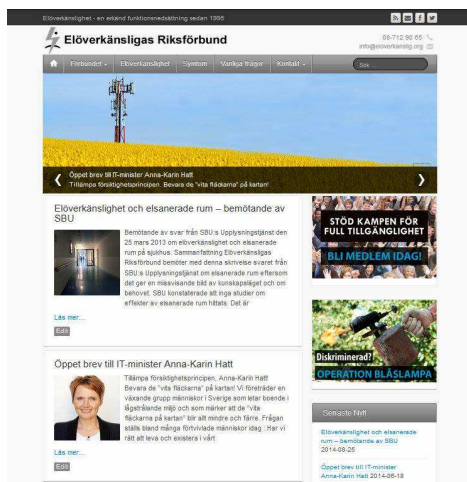 Elöverkänslighet - en erkänd funktionsnedsättning sedan 1995
Elöverkänsligas Riksförbund
08-712 90 65
info@eloverkanslig.org
Förbundet
Elöverkänslighet
Symtom
Vanliga frågor
Kontakt
Sök
Öppet brev till IT-minister Anna-Karin Hatt
Tillämpa försiktighetsprincipen. Bevara de "vita fläckarna" på kartan!
Elöverkänslighet och elsanerade rum – bemötande av
SBU
Bemötande av svar från SBU:s Upplysningstjänst den
25 mars 2013 om elöverkänslighet och elsanerade
rum på sjukhus. Sammanfattning Elöverkänsligas
Riksförbund bemöter med denna skrivelse svaret från
SBU:s Upplysningstjänst om elsanerade rum eftersom
det ger en missvisande bild av kunskapsläget och om
behovet. SBU konstaterade att inga studier om
effekter av elsanerade rum hittats. Det är
Läs mer...
Edit
Öppet brev till IT-minister Anna-Karin Hatt
Tillämpa försiktighetsprincipen, Anna-Karin Hatt!
Bevara de "vita fläckarna" på kartan! Vi företräder en
växande grupp människor i Sverige som letar boende i
lågstrålande miljö och som märker att de "vita
fläckarna på kartan" blir allt mindre och färre. Frågan
ställs bland många förtvivlade människor idag : Har vi
rätt att leva och existera i vårt
Läs mer...
Edit
STÖD KAMPEN FÖR
FULL TILLGÄNGLIGHET
BLI MEDLEM IDAG!
Diskriminerad?
OPERATION BLÅSLAMPA
Senaste Nytt
Elöverkänslighet och elsanerade
rum – bemötande av SBU
2014-08-25
Öppet brev till IT-minister
Anna-Karin Hatt 2014-06-18